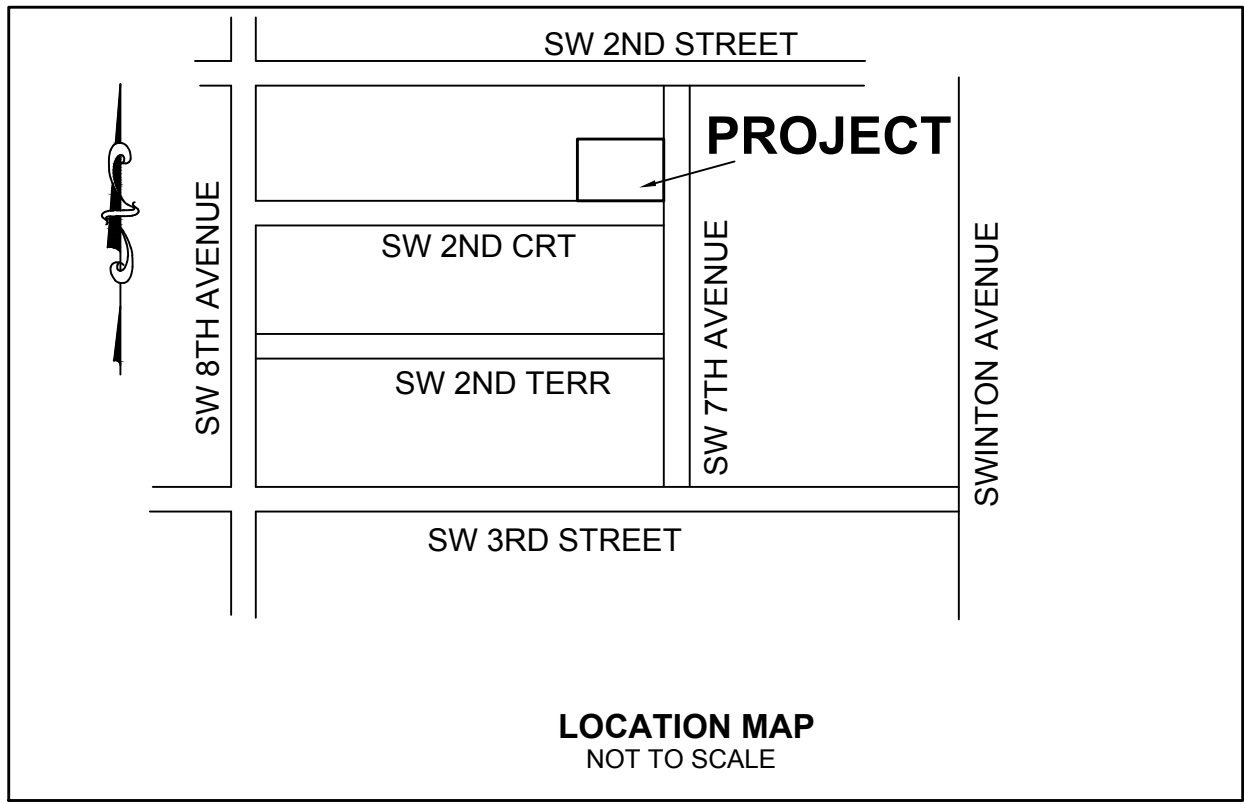 SW 2ND STREET
PROJECT
SW 8TH AVENUE
SW 2ND CRT
SW 7TH AVENUE
SWINTON AVENUE
SW 2ND TERR
SW 3RD STREET
LOCATION MAP
NOT TO SCALE